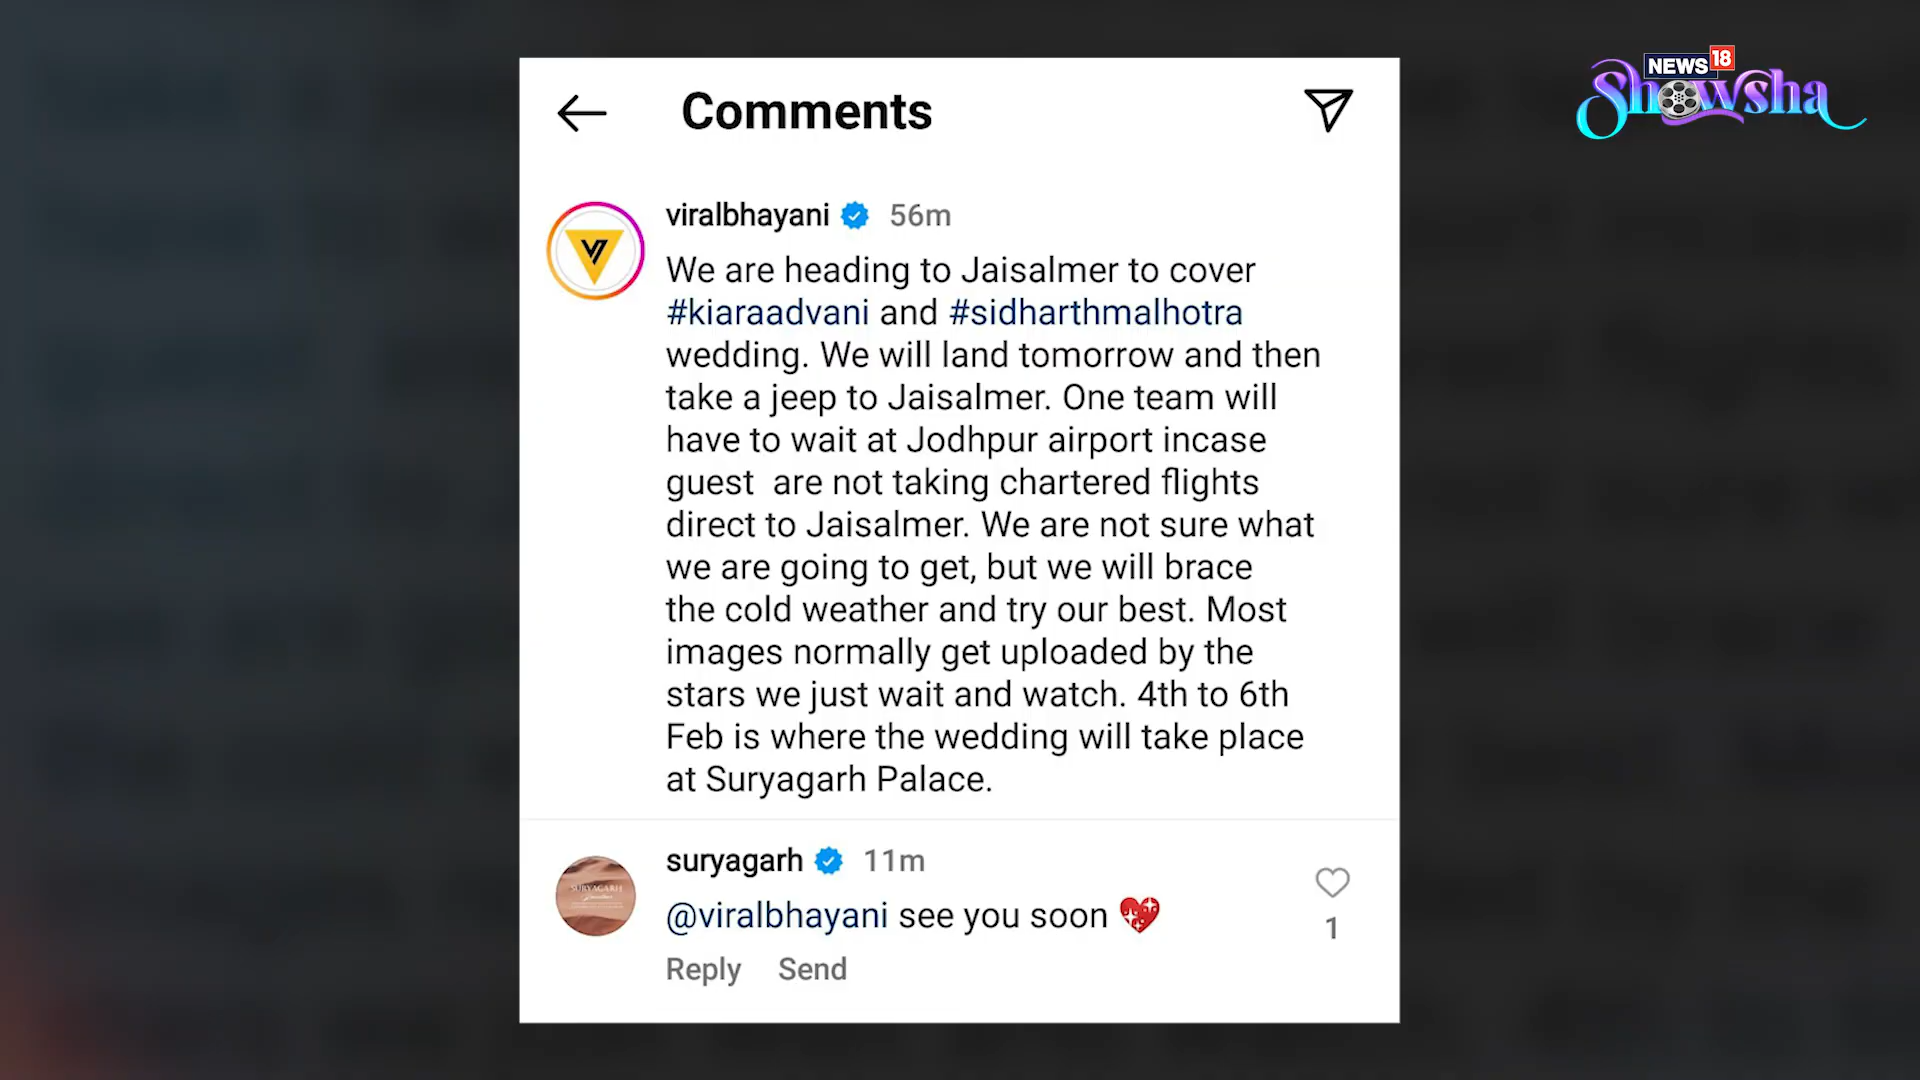 NEWS 18
Showsha
Comments
viralbhayani 56m
We are heading to Jaisalmer to cover
#kiaraadvani and #sidharthmalhotra
wedding. We will land tomorrow and then
take a jeep to Jaisalmer. One team will
have to wait at Jodhpur airport incase
guest  are not taking chartered flights
direct to Jaisalmer. We are not sure what
we are going to get, but we will brace
the cold weather and try our best. Most
images normally get uploaded by the
stars we just wait and watch. 4th to 6th
Feb is where the wedding will take place
at Suryagarh Palace.
suryagarh 11m
SURYAGARH
@viralbhayani see you soon 💖
1
Reply Send